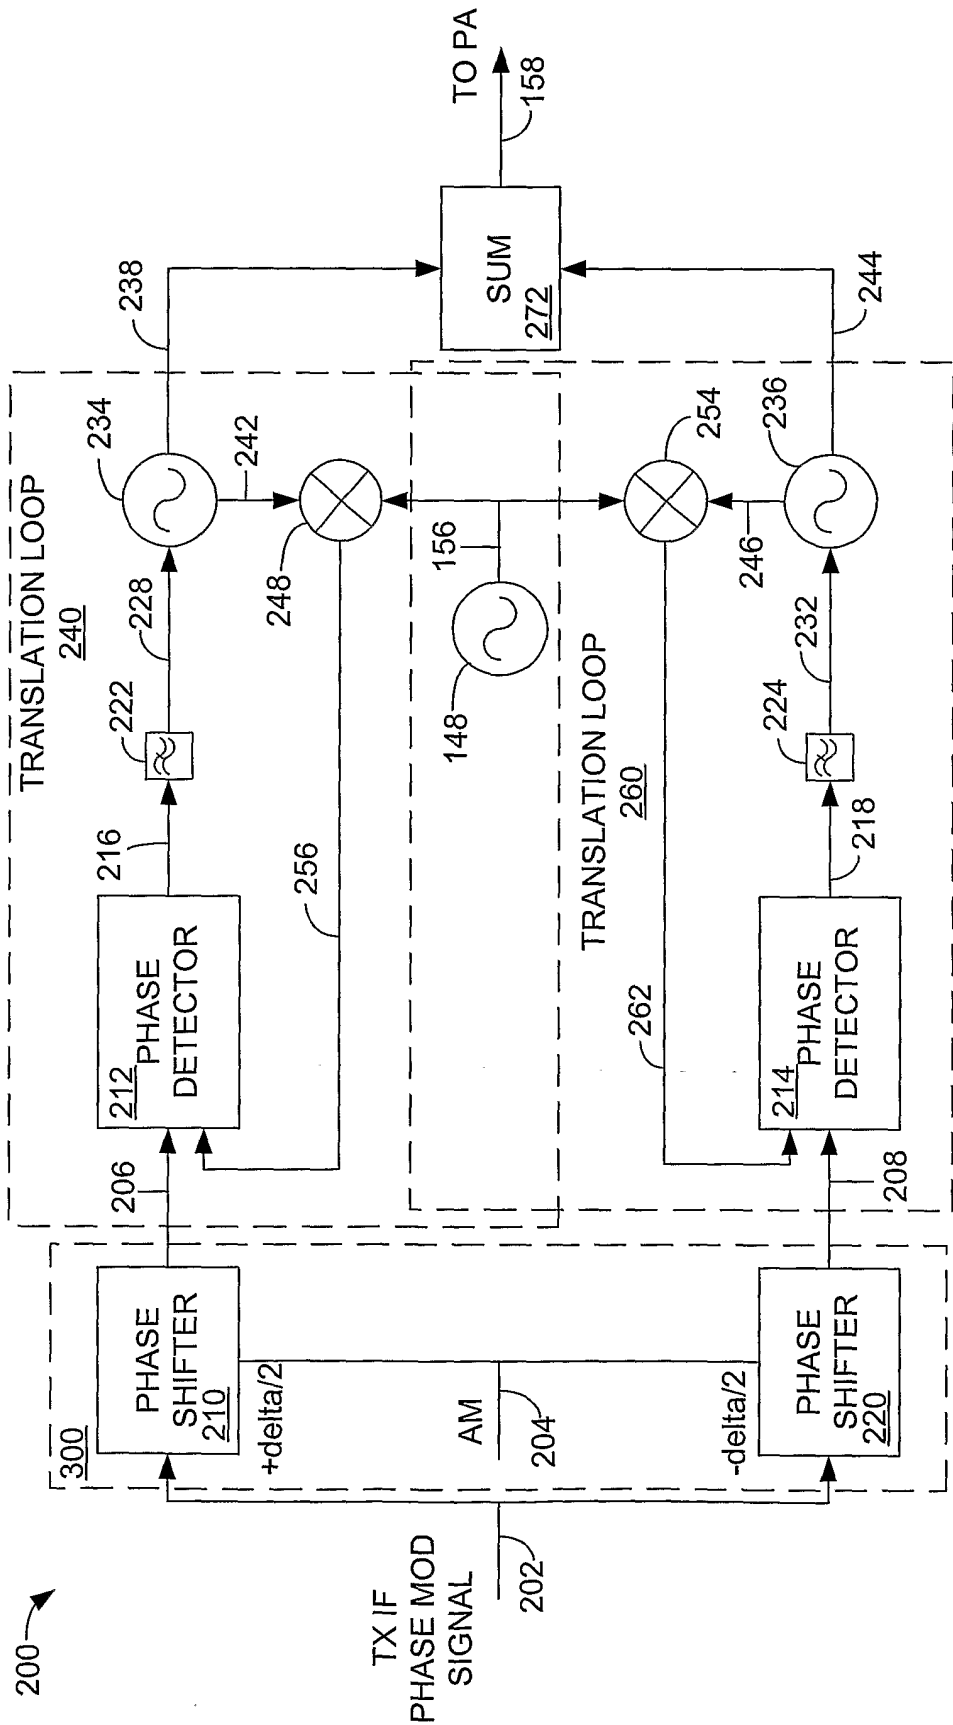 200
TX IF
PHASE MOD
SIGNAL
202
300
PHASE
SHIFTER
210
+delta/2
AM
204
-delta/2
PHASE
SHIFTER
220
206
208
TRANSLATION LOOP
240
212
PHASE
DETECTOR
216
222
228
234
238
242
248
256
156
148
TRANSLATION LOOP
260
262
214
PHASE
DETECTOR
218
224
232
236
246
254
244
SUM
272
TO PA
158